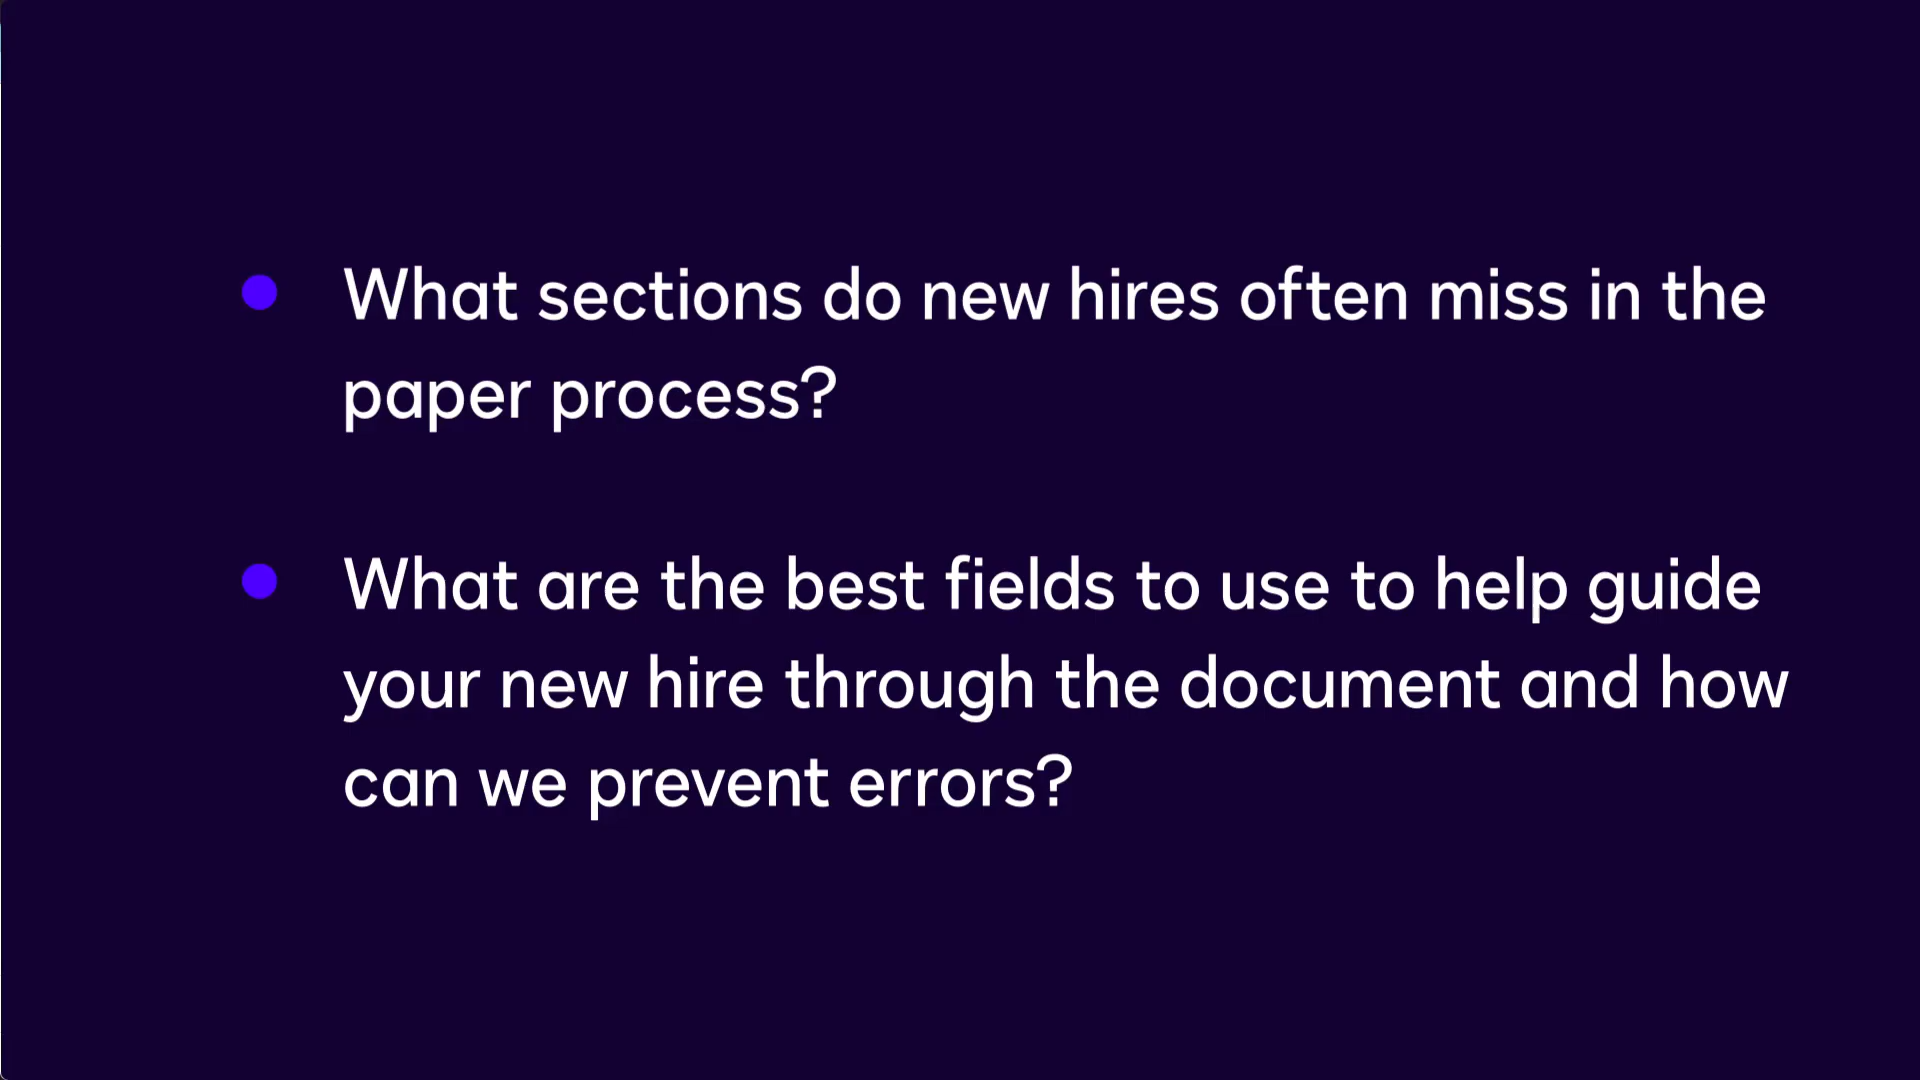 What sections do new hires often miss in the
paper process?
What are the best fields to use to help guide
your new hire through the document and how
can we prevent errors?